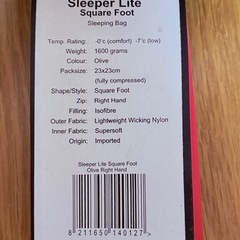 Sleeper Lite
Square Foot
Sleeping Bag
Temp. Rating: -0'c (comfort) -7'c (low)
Weight: 1600 grams
Colour: Olive
Packsize: 23x23cm
(fully compressed)
Shape/Style: Square Foot
Zip: Right Hand
Filling: Isofibre
Outer Fabric: Lightweight Wicking Nylon
Inner Fabric: Supersoft
Origin: Imported
Sleeper Lite Square Foot
Olive Right Hand
8 211650 140127 >